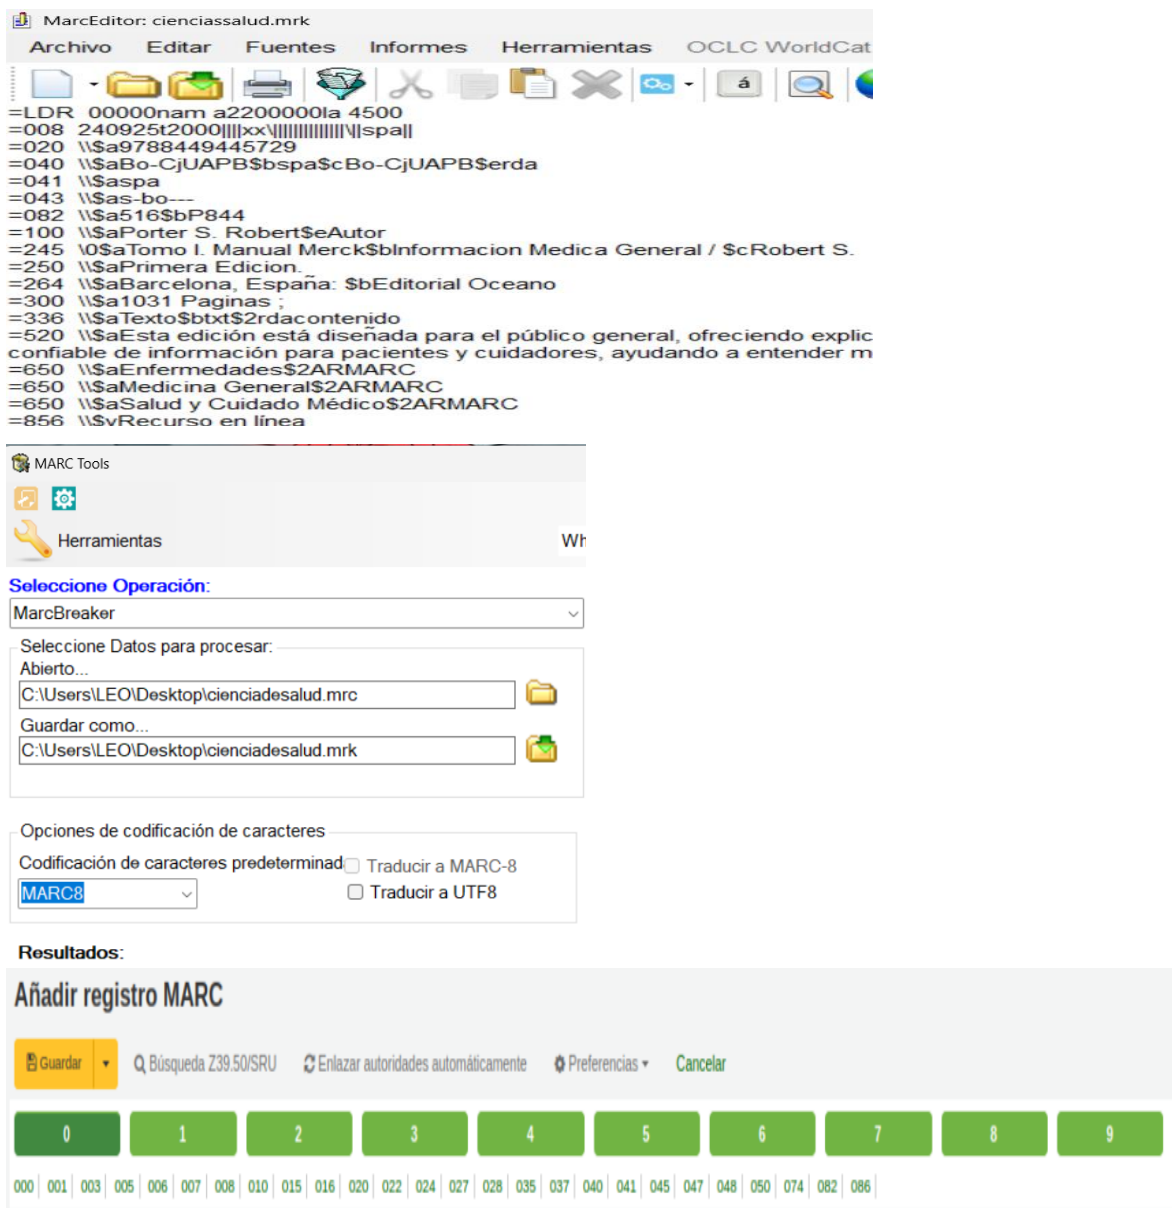 MarcEditor: cienciassalud.mrk
Archivo Editar Fuentes Informes Herramientas OCLC WorldCat
á
=LDR 00000nam a2200000la 4500
=008 240925t2000||||xx\||||||||||||||\||spa||
=020 \\$a9788449445729
=040 \\$aBo-CjUAPB$bspa$cBo-CjUAPB$erda
=041 \\$aspa
=043 \\$as-bo---
=082 \\$a516$bP844
=100 \\$aPorter S. Robert$eAutor
=245 \0$aTomo I. Manual Merck$bInformacion Medica General / $cRobert S.
=250 \\$aPrimera Edicion.
=264 \\$aBarcelona, España: $bEditorial Oceano
=300 \\$a1031 Paginas ;
=336 \\$aTexto$btxt$2rdacontenido
=520 \\$aEsta edición está diseñada para el público general, ofreciendo explic
confiable de información para pacientes y cuidadores, ayudando a entender m
=650 \\$aEnfermedades$2ARMARC
=650 \\$aMedicina General$2ARMARC
=650 \\$aSalud y Cuidado Médico$2ARMARC
=856 \\$vRecurso en línea
MARC Tools
Herramientas Wh
Seleccione Operación:
MarcBreaker
Seleccione Datos para procesar:
Abierto...
C:\Users\LEO\Desktop\cienciadesalud.mrc
Guardar como...
C:\Users\LEO\Desktop\cienciadesalud.mrk
Opciones de codificación de caracteres
Codificación de caracteres predeterminad Traducir a MARC-8
MARC8 Traducir a UTF8
Resultados:
Añadir registro MARC
Guardar Búsqueda Z39.50/SRU Enlazar autoridades automáticamente Preferencias Cancelar
0 1 2 3 4 5 6 7 8 9
000 001 003 005 006 007 008 010 015 016 020 022 024 027 028 035 037 040 041 045 047 048 050 074 082 086